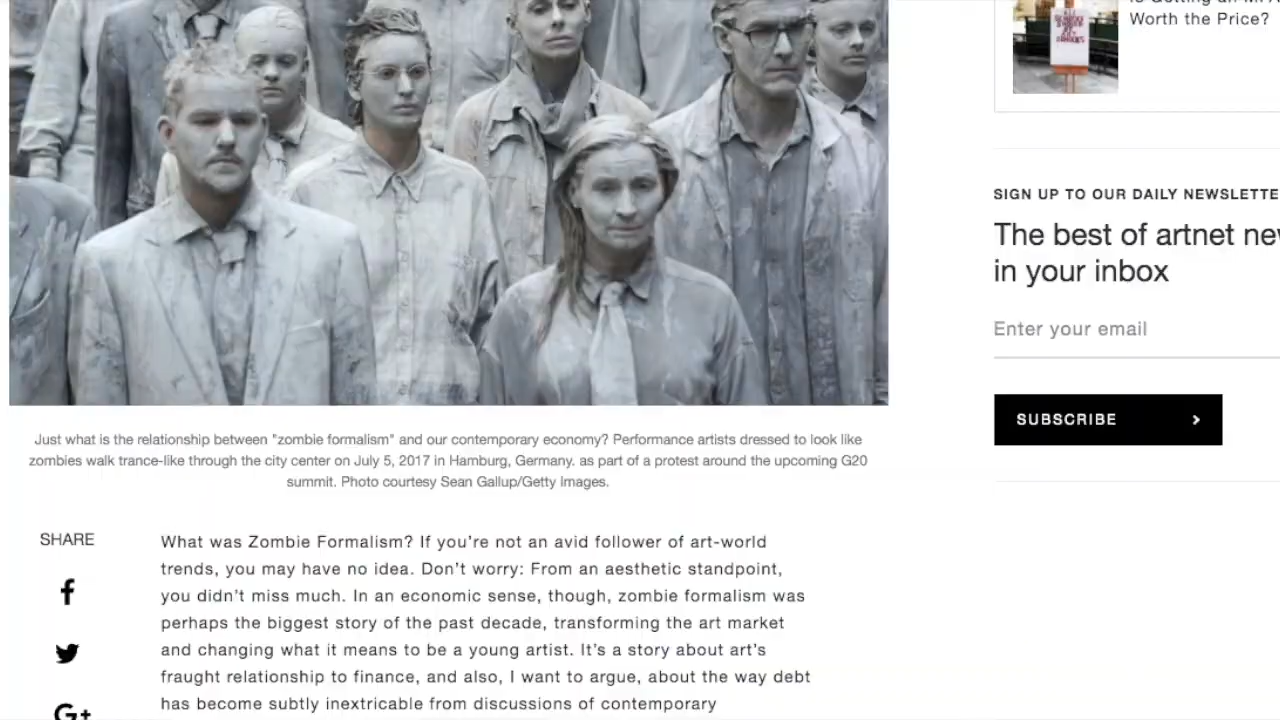 Worth the Price?
SIGN UP TO OUR DAILY NEWSLETTE
The best of artnet ne
in your inbox
Enter your email
SUBSCRIBE
Just what is the relationship between "zombie formalism" and our contemporary economy? Performance artists dressed to look like
zombies walk trance-like through the city center on July 5, 2017 in Hamburg, Germany. as part of a protest around the upcoming G20
summit. Photo courtesy Sean Gallup/Getty Images.
SHARE
What was Zombie Formalism? If you’re not an avid follower of art-world
trends, you may have no idea. Don’t worry: From an aesthetic standpoint,
you didn’t miss much. In an economic sense, though, zombie formalism was
perhaps the biggest story of the past decade, transforming the art market
and changing what it means to be a young artist. It’s a story about art’s
fraught relationship to finance, and also, I want to argue, about the way debt
has become subtly inextricable from discussions of contemporary
G+